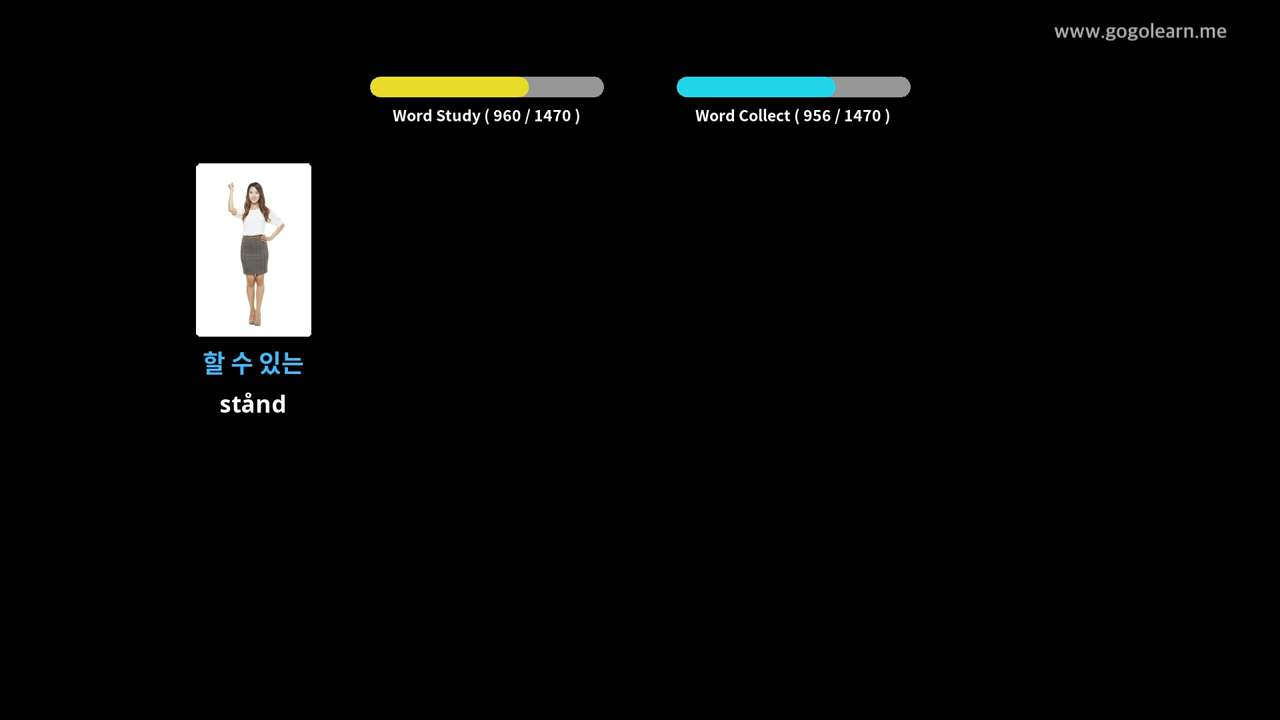 www.gogolearn.me
Word Study ( 960 / 1470 )
Word Collect ( 956 / 1470 )
할 수 있는
stånd